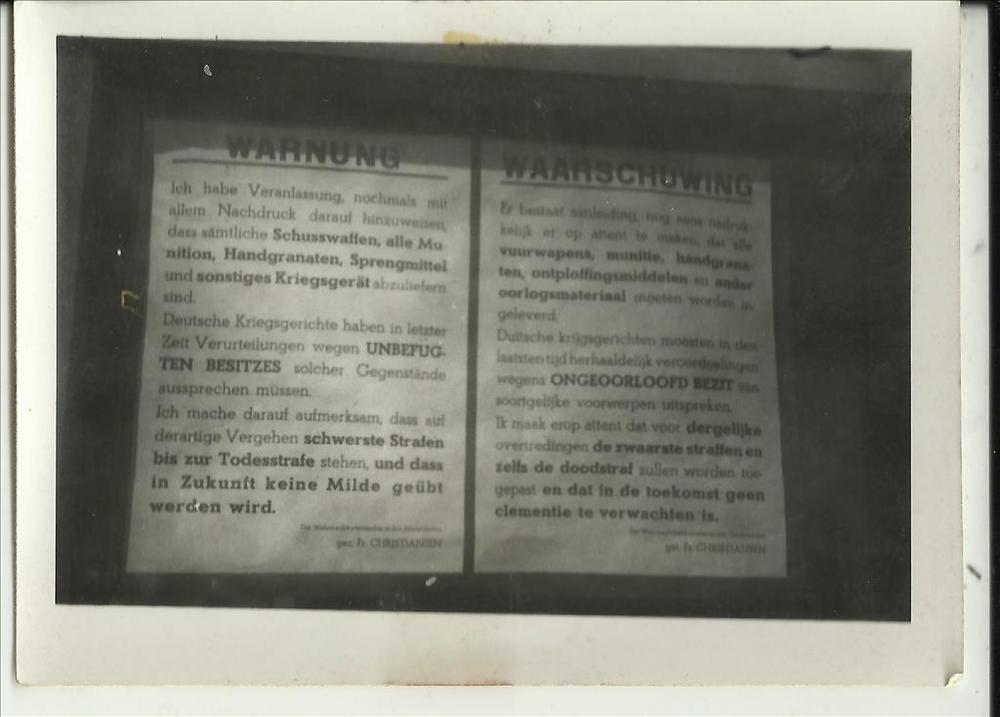 WARNUNG
Ich habe Veranlassung, nochmals mit
allem Nachdruck darauf hinzuweisen,
dass sämtliche Schusswaffen, alle Mu-
nition, Handgranaten, Sprengmittel
und sonstiges Kriegsgerät abzuliefern
sind.
Deutsche Kriegsgerichte haben in letzter
Zeit Verurteilungen wegen UNBEFUG-
TEN BESITZES solcher Gegenstände
aussprechen müssen.
Ich mache darauf aufmerksam, dass auf
derartige Vergehen schwerste Strafen
bis zur Todesstrafe stehen, und dass
in Zukunft keine Milde geübt
werden wird.
gez. Fr. CHRISTIANSEN
WAARSCHUWING
Er bestaat aanleiding, nog eens nadruk-
kelijk er op attent te maken, dat alle
vuurwapens, munitie, handgrana-
ten, ontploffingsmiddelen en ander
oorlogsmateriaal moeten worden in-
geleverd.
Duitsche krijgsgerichten moesten in den
laatsten tijd herhaaldelijk veroordeelingen
wegens ONGEOORLOOFD BEZIT van
soortgelijke voorwerpen uitspreken.
Ik maak erop attent dat voor dergelijke
overtredingen de zwaarste straffen en
zelfs de doodstraf zullen worden toe-
gepast en dat in de toekomst geen
clementie te verwachten is.
get. Fr. CHRISTIANSEN